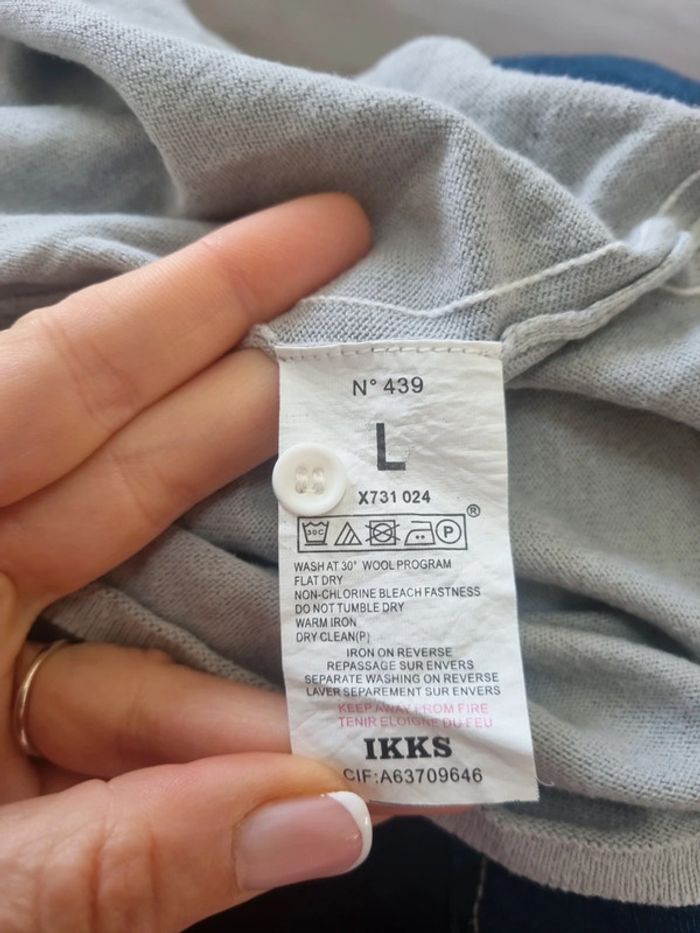 N° 439
L
X731 024
®
30C P
WASH AT 30° WOOL PROGRAM
FLAT DRY
NON-CHLORINE BLEACH FASTNESS
DO NOT TUMBLE DRY
WARM IRON
DRY CLEAN(P)
IRON ON REVERSE
REPASSAGE SUR ENVERS
SEPARATE WASHING ON REVERSE
LAVER SEPAREMENT SUR ENVERS
KEEP AWAY FROM FIRE
TENIR ELOIGNE DU FEU
IKKS
CIF:A63709646